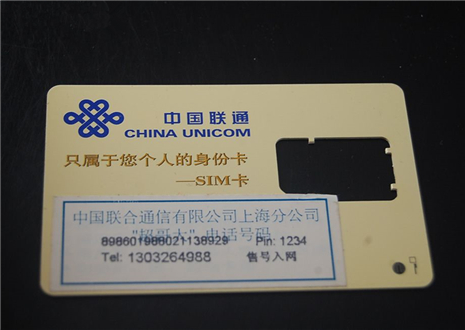 中国联通
CHINA UNICOM
只属于您个人的身份卡
—SIM卡
中国联合通信有限公司上海分公司
"超哥大"电话号码
898601988021138929 Pin: 1234
Tel: 1303264988 售号入网